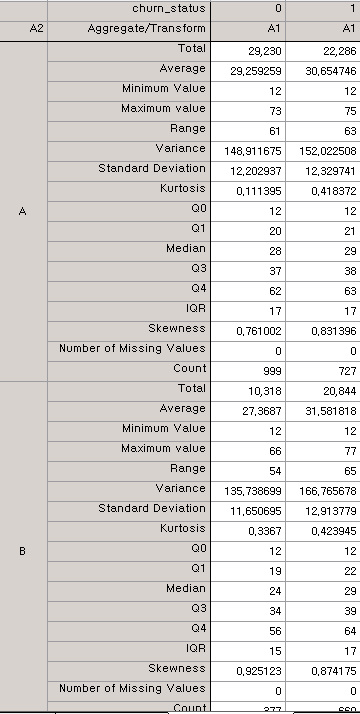 churn_status 0 1
A2 Aggregate/Transform A1 A1
Total 29,230 22,286
Average 29,259259 30,654746
Minimum Value 12 12
Maximum value 73 75
Range 61 63
Variance 148,911675 152,022508
Standard Deviation 12,202937 12,329741
Kurtosis 0,111395 0,418372
A Q0 12 12
Q1 20 21
Median 28 29
Q3 37 38
Q4 62 63
IQR 17 17
Skewness 0,761002 0,831396
Number of Missing Values 0 0
Count 999 727
Total 10,318 20,844
Average 27,3687 31,581818
Minimum Value 12 12
Maximum value 66 77
Range 54 65
Variance 135,738699 166,765678
Standard Deviation 11,650695 12,913779
Kurtosis 0,3367 0,423945
B Q0 12 12
Q1 19 22
Median 24 29
Q3 34 39
Q4 56 64
IQR 15 17
Skewness 0,925123 0,874175
Number of Missing Values 0 0
Count 377 660